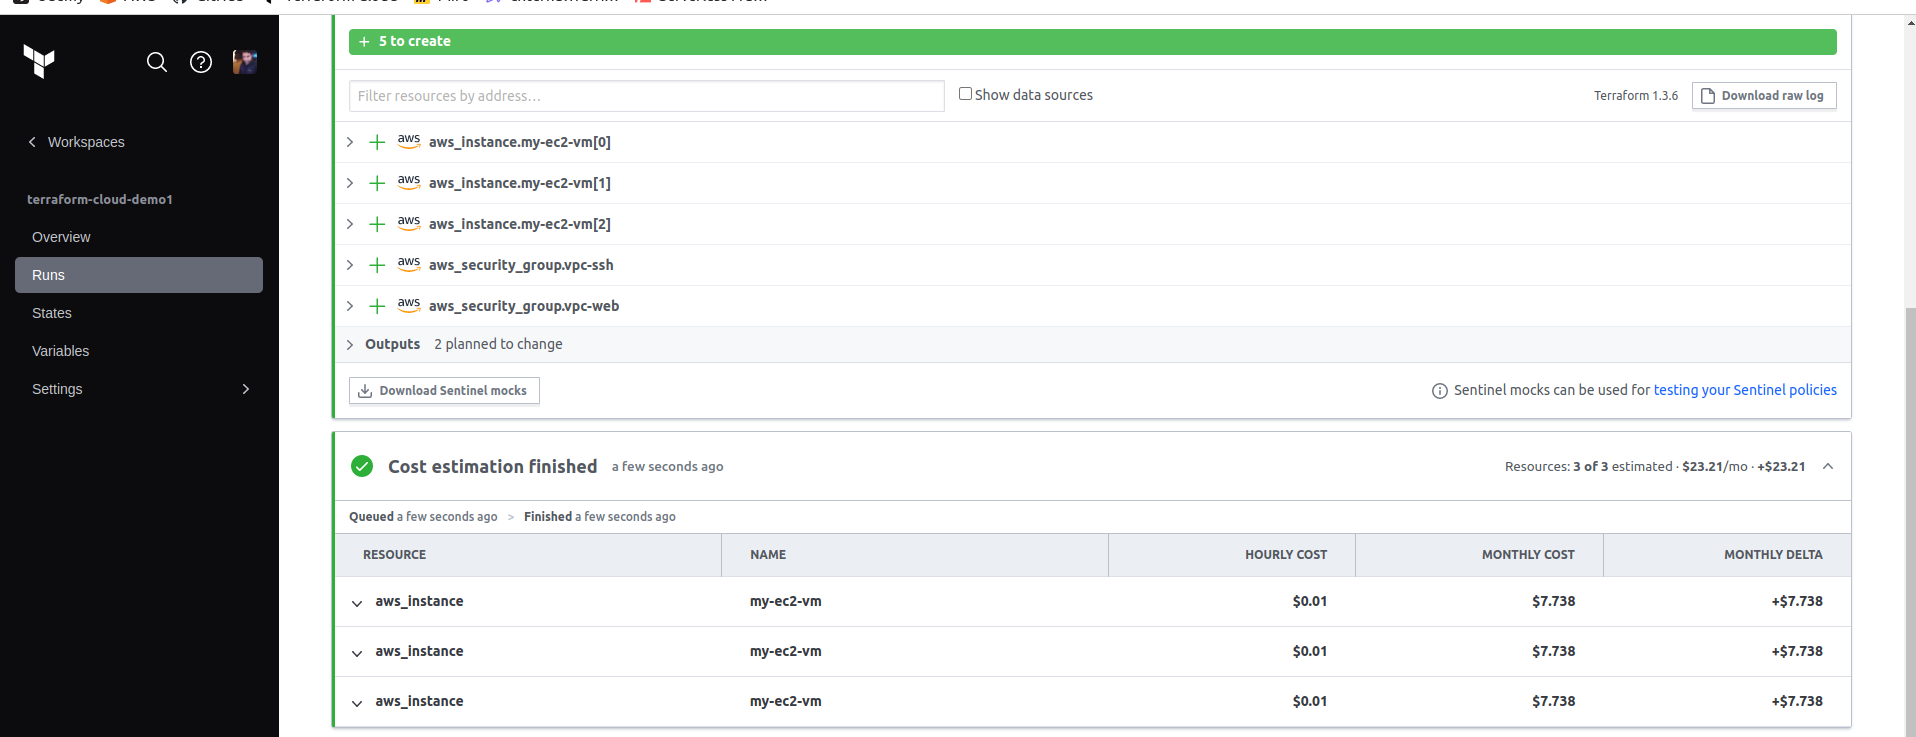 5 to create
Filter resources by address…
Show data sources
Terraform 1.3.6
Download raw log
Workspaces
terraform-cloud-demo1
Overview
Runs
States
Variables
Settings
aws aws_instance.my-ec2-vm[0]
aws aws_instance.my-ec2-vm[1]
aws aws_instance.my-ec2-vm[2]
aws aws_security_group.vpc-ssh
aws aws_security_group.vpc-web
Outputs 2 planned to change
Download Sentinel mocks
Sentinel mocks can be used for testing your Sentinel policies
Cost estimation finished a few seconds ago
Resources: 3 of 3 estimated · $23.21/mo · +$23.21
Queued a few seconds ago > Finished a few seconds ago
RESOURCE NAME HOURLY COST MONTHLY COST MONTHLY DELTA
aws_instance my-ec2-vm $0.01 $7.738 +$7.738
aws_instance my-ec2-vm $0.01 $7.738 +$7.738
aws_instance my-ec2-vm $0.01 $7.738 +$7.738